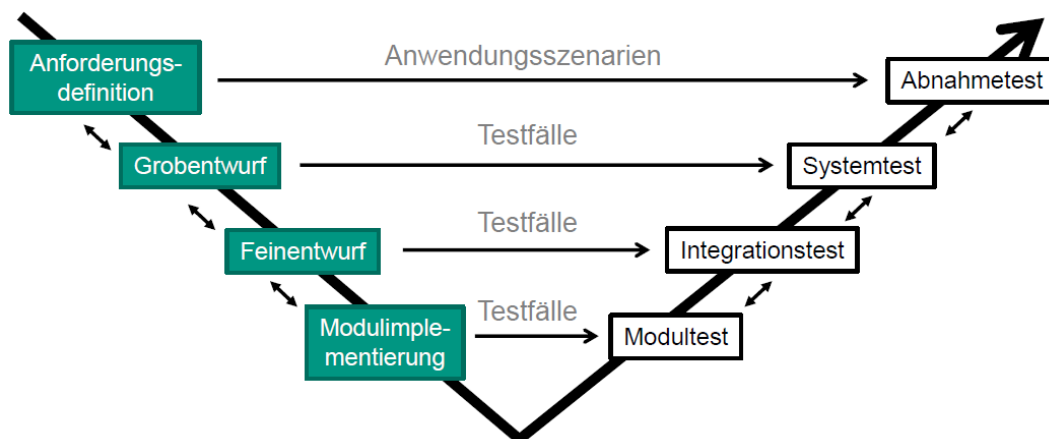 Anforderungs-
definition
Anwendungsszenarien
Abnahmetest
Grobentwurf
Testfälle
Systemtest
Feinentwurf
Testfälle
Integrationstest
Modulimple-
mentierung
Testfälle
Modultest